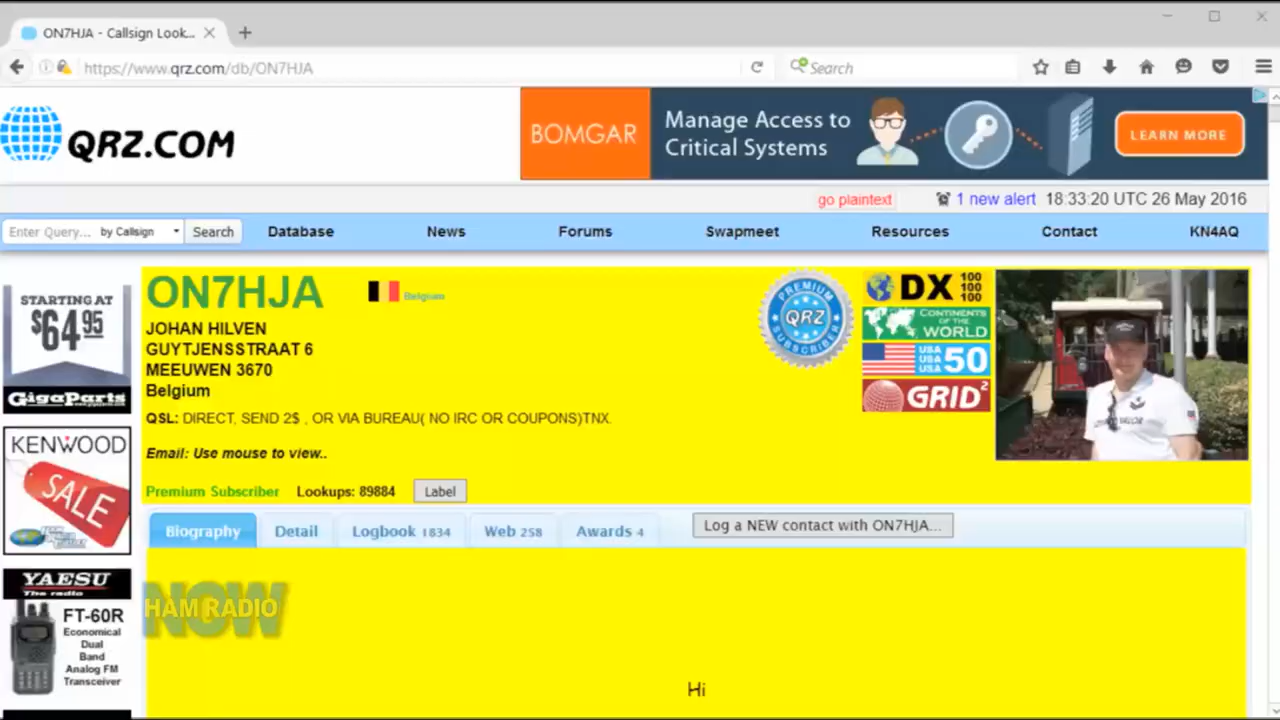 ON7HJA - Callsign Look...
https://www.qrz.com/db/ON7HJA
Search
QRZ.COM
BOMGAR
Manage Access to
Critical Systems
LEARN MORE
go plaintext
1 new alert
18:33:20 UTC 26 May 2016
Enter Query...
by Callsign
Search
Database
News
Forums
Swapmeet
Resources
Contact
KN4AQ
STARTING AT
$64.95
GigaParts
KENWOOD
SALE
YAESU
The radio
FT-60R
Economical
Dual
Band
Analog FM
Transceiver
ON7HJA
Belgium
JOHAN HILVEN
GUYTJENSSTRAAT 6
MEEUWEN 3670
Belgium
QSL: DIRECT, SEND 2$ , OR VIA BUREAU( NO IRC OR COUPONS)TNX.
Email: Use mouse to view..
Premium Subscriber
Lookups: 89884
Label
PREMIUM
QRZ
SUBSCRIBER
DX 100 100 100
CONTINENTS
OF THE
WORLD
USA USA USA 50
GRID²
Biography
Detail
Logbook 1834
Web 258
Awards 4
Log a NEW contact with ON7HJA...
HAM RADIO
NOW
Hi